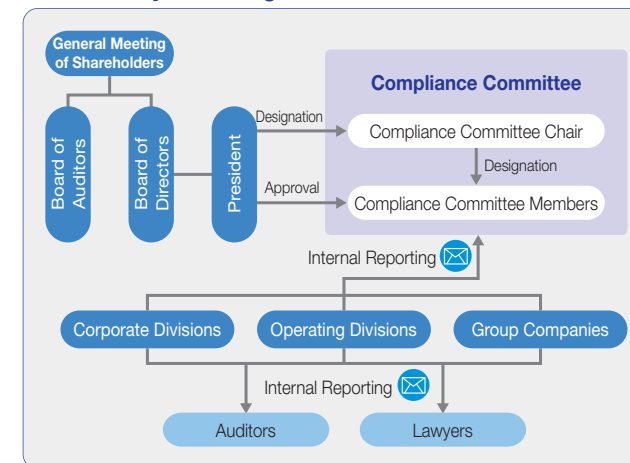 General Meeting
of Shareholders
Compliance Committee
Board of
Auditors
Board of
Directors
President
Designation
Compliance Committee Chair
Designation
Approval
Compliance Committee Members
Internal Reporting
Corporate Divisions
Operating Divisions
Group Companies
Internal Reporting
Auditors
Lawyers